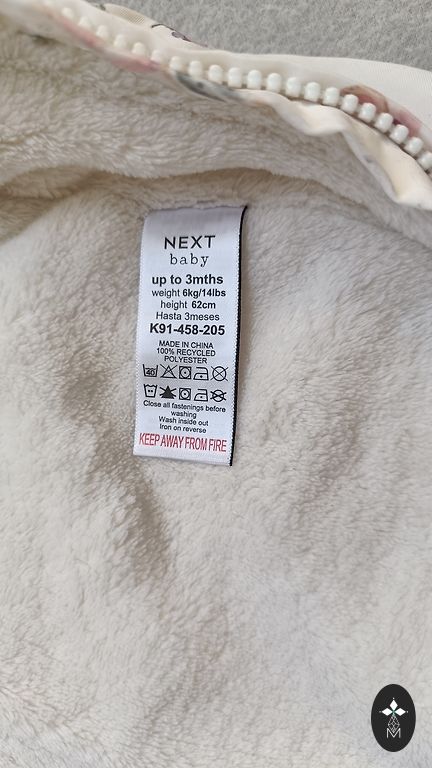 NEXT
baby
up to 3mths
weight 6kg/14lbs
height 62cm
Hasta 3meses
K91-458-205
MADE IN CHINA
100% RECYCLED
POLYESTER
40
Close all fastenings before
washing
Wash inside out
Iron on reverse
KEEP AWAY FROM FIRE
M